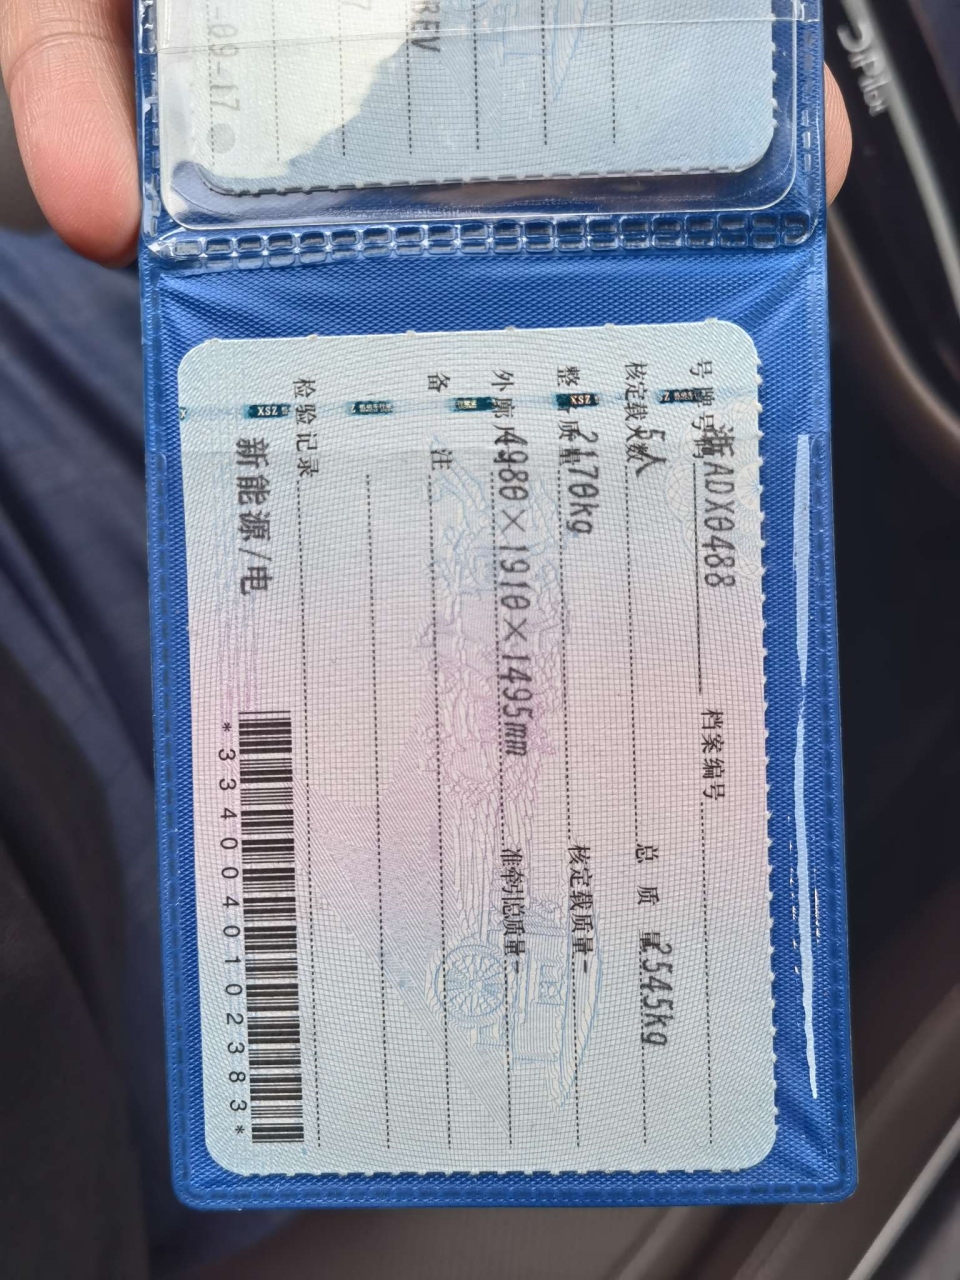 号牌号码 浙ADX0488 档案编号
核定载人数 5人 总质量 2545kg
整备质量 2170kg 核定载质量 -
外廓尺寸 4980×1910×1495mm 准牵引总质量 -
备注
检验记录
新能源/电
*3340040102383*
-09-17
REV
ZSX
ZSX